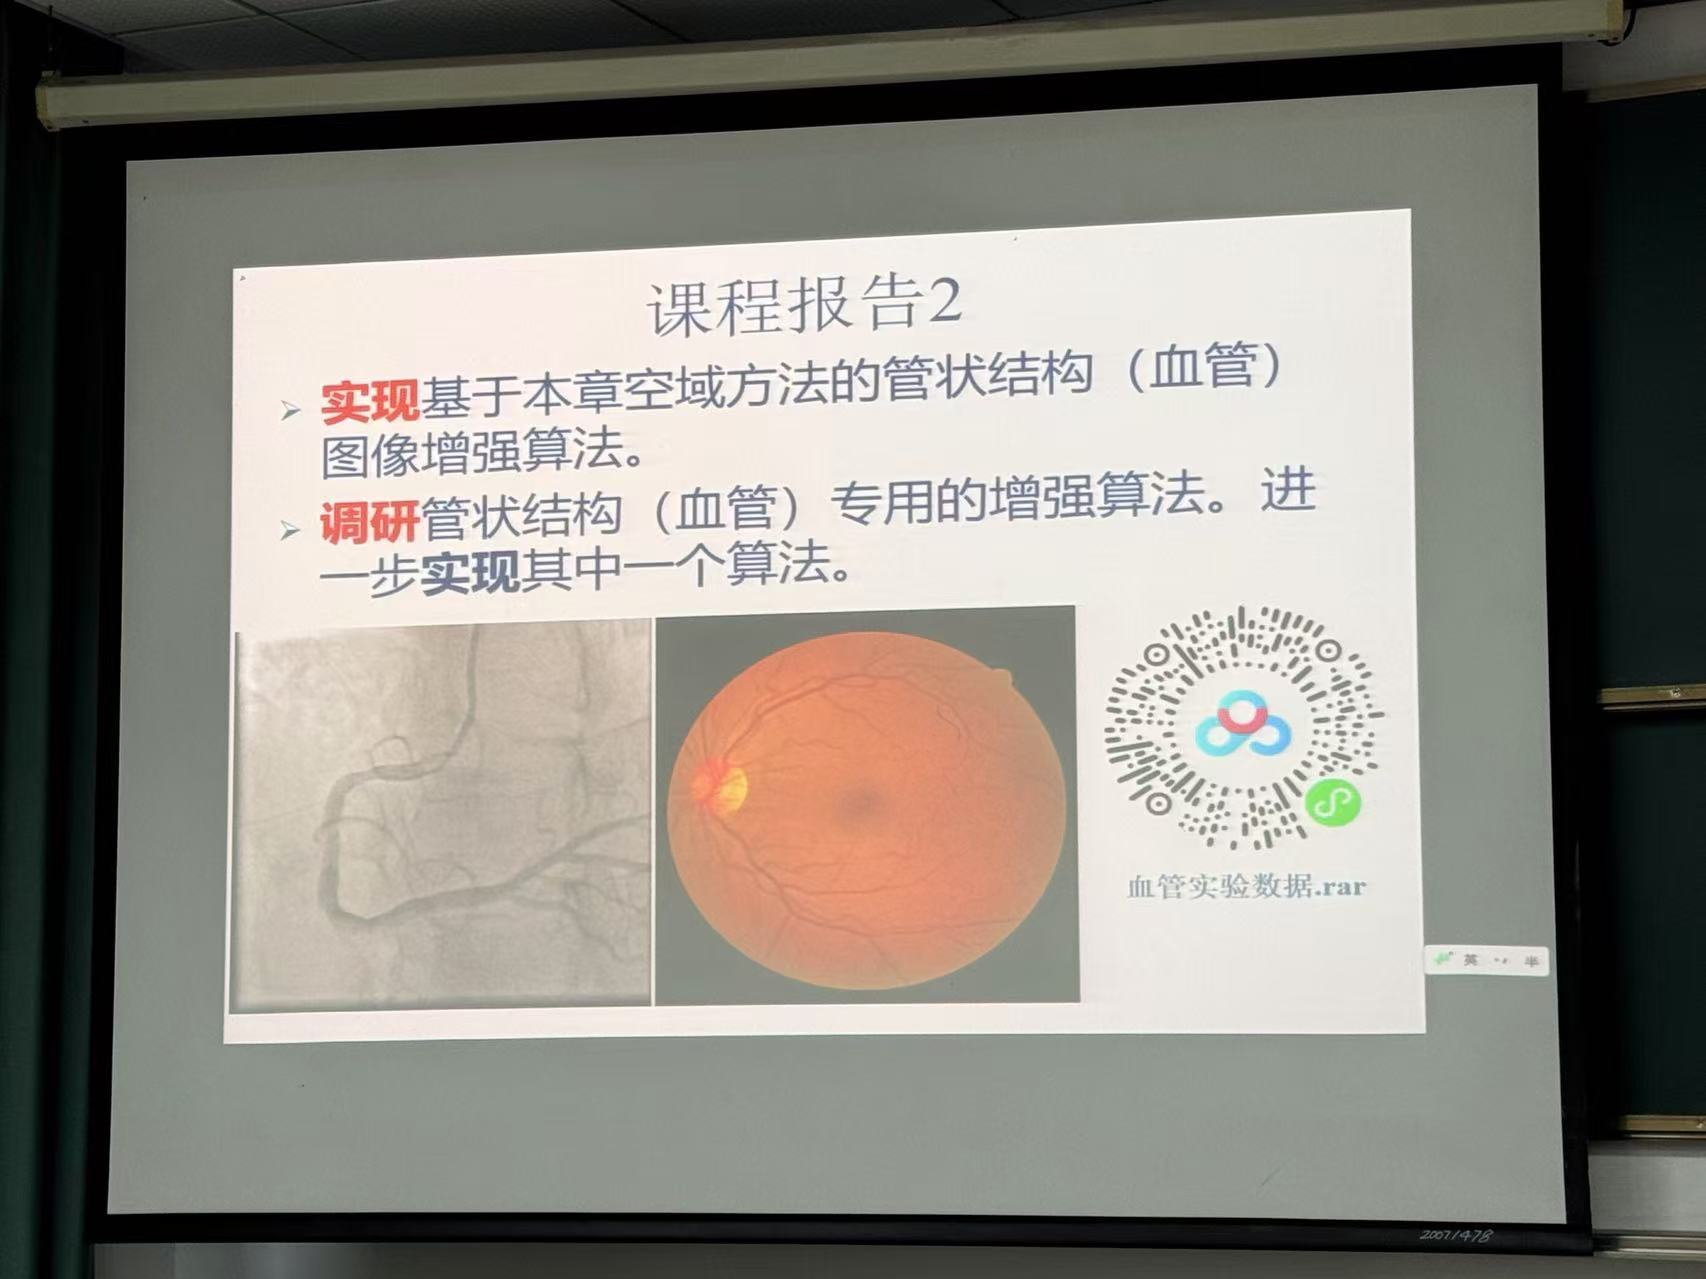 课程报告2
➢ 实现基于本章空域方法的管状结构（血管）
图像增强算法。
➢ 调研管状结构（血管）专用的增强算法。进
一步实现其中一个算法。
血管实验数据.rar
英 半
2007/478